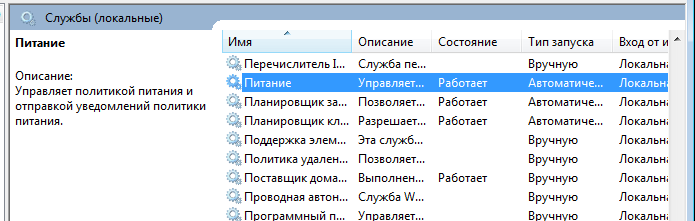 Службы (локальные)
Питание
Описание:
Управляет политикой питания и
отправкой уведомлений политики
питания.
Имя Описание Состояние Тип запуска Вход от и
Перечислитель I... Служба пе... Вручную Локальна
Питание Управляет... Работает Автоматиче... Локальна
Планировщик за... Позволяет... Работает Автоматиче... Локальна
Планировщик кл... Разрешает... Работает Автоматиче... Локальна
Поддержка элем... Эта служб... Вручную Локальна
Политика удален... Позволяет... Вручную Локальна
Поставщик дома... Выполнен... Работает Вручную Локальна
Проводная автон... Служба W... Вручную Локальна
Программный п... Управляет... Вручную Локальна